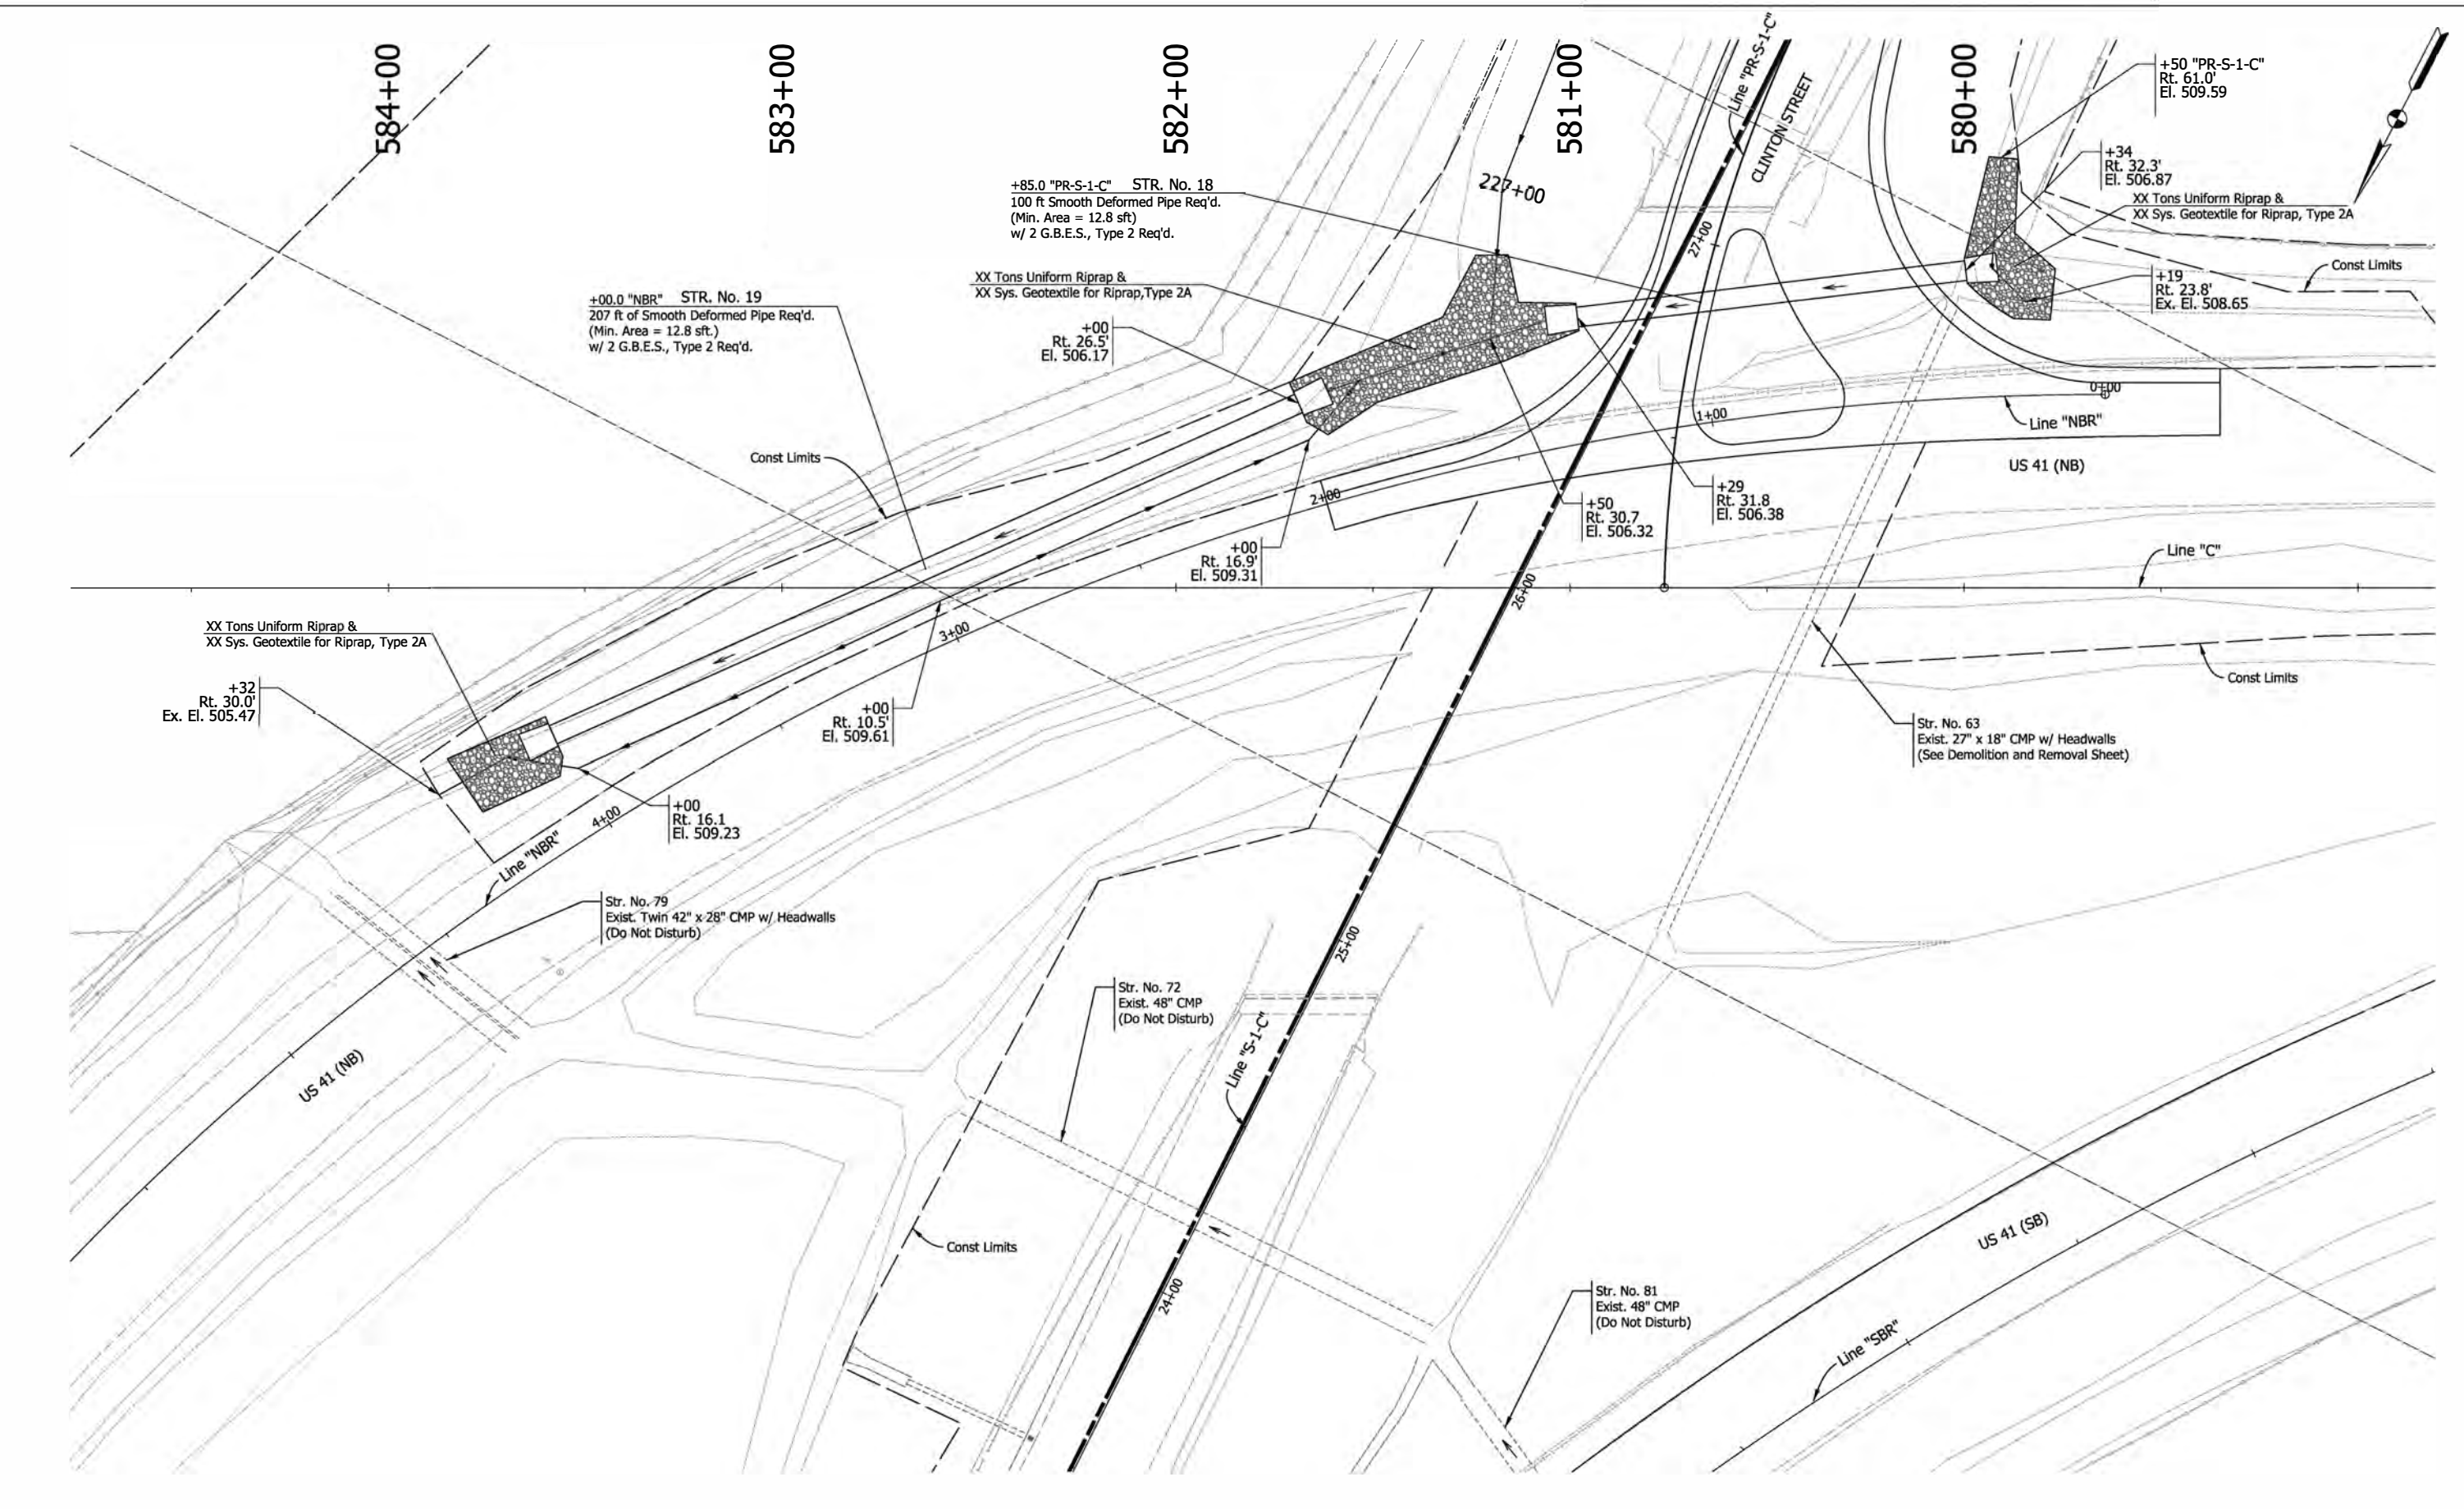 584+00
583+00
582+00
581+00
580+00
Line "PR-S-1-C"
CLINTON STREET
+50 "PR-S-1-C"
Rt. 61.0'
El. 509.59
+34
Rt. 32.3'
El. 506.87
XX Tons Uniform Riprap &
XX Sys. Geotextile for Riprap, Type 2A
+85.0 "PR-S-1-C" STR. No. 18
100 ft Smooth Deformed Pipe Req'd.
(Min. Area = 12.8 sft)
w/ 2 G.B.E.S., Type 2 Req'd.
227+00
27+00
Const Limits
+19
Rt. 23.8'
Ex. El. 508.65
XX Tons Uniform Riprap &
XX Sys. Geotextile for Riprap,Type 2A
+00.0 "NBR" STR. No. 19
207 ft of Smooth Deformed Pipe Req'd.
(Min. Area = 12.8 sft.)
w/ 2 G.B.E.S., Type 2 Req'd.
+00
Rt. 26.5'
El. 506.17
0+00
1+00
Line "NBR"
US 41 (NB)
Const Limits
2+00
+29
Rt. 31.8
El. 506.38
+50
Rt. 30.7
El. 506.32
+00
Rt. 16.9'
El. 509.31
Line "C"
26+00
XX Tons Uniform Riprap &
XX Sys. Geotextile for Riprap, Type 2A
3+00
+32
Rt. 30.0'
Ex. El. 505.47
+00
Rt. 10.5'
El. 509.61
Const Limits
Str. No. 63
Exist. 27" x 18" CMP w/ Headwalls
(See Demolition and Removal Sheet)
+00
Rt. 16.1
El. 509.23
4+00
Line "NBR"
Str. No. 79
Exist. Twin 42" x 28" CMP w/ Headwalls
(Do Not Disturb)
25+00
Str. No. 72
Exist. 48" CMP
(Do Not Disturb)
Line "S-1-C"
US 41 (NB)
Const Limits
US 41 (SB)
24+00
Str. No. 81
Exist. 48" CMP
(Do Not Disturb)
Line "SBR"